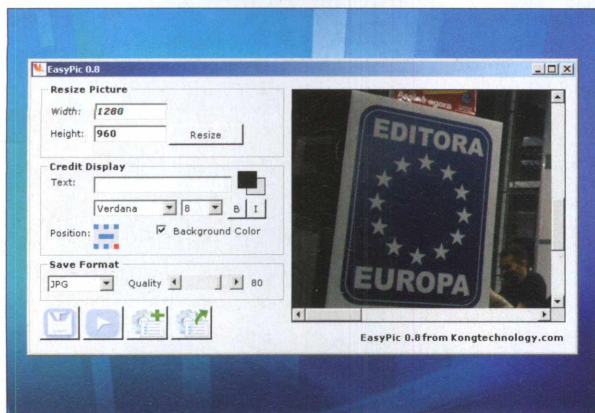 EasyPic 0.8
Resize Picture
Width: 1280
Height: 960
Resize
Credit Display
Text:
Verdana 8 B I
Position: Background Color
Save Format
JPG Quality 80
EDITORA
EUROPA
EasyPic 0.8 from Kongtechnology.com